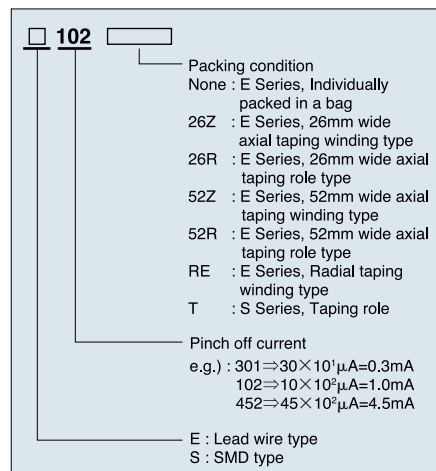 □ 102
Packing condition
None : E Series, Individually
packed in a bag
26Z : E Series, 26mm wide
axial taping winding type
26R : E Series, 26mm wide axial
taping role type
52Z : E Series, 52mm wide axial
taping winding type
52R : E Series, 52mm wide axial
taping role type
RE : E Series, Radial taping
winding type
T : S Series, Taping role
Pinch off current
e.g.) : 301⇒30×10¹μA=0.3mA
102⇒10×10²μA=1.0mA
452⇒45×10²μA=4.5mA
E : Lead wire type
S : SMD type